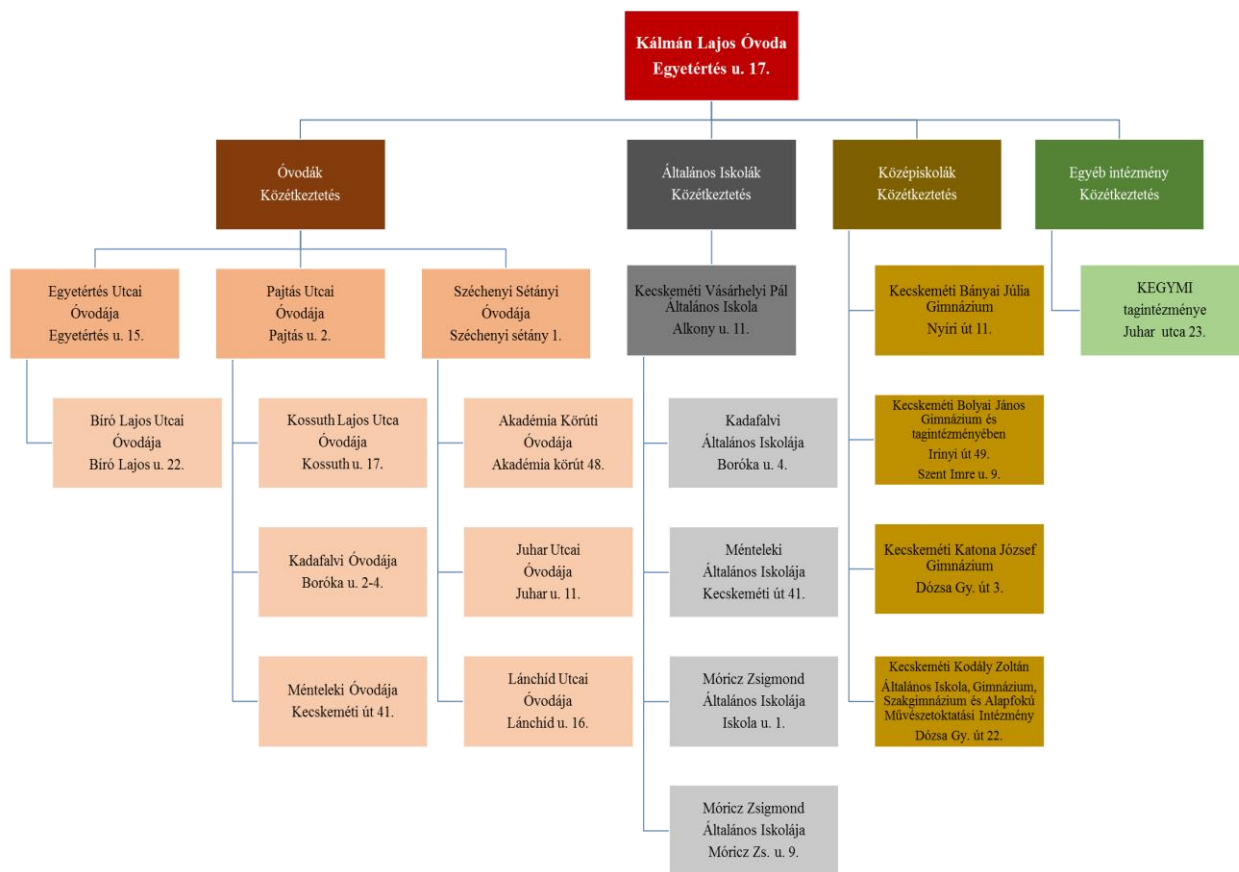 Kálmán Lajos Óvoda
Egyetértés u. 17.
Óvodák
Közétkeztetés
Általános Iskolák
Közétkeztetés
Középiskolák
Közétkeztetés
Egyéb intézmény
Közétkeztetés
Egyetértés Utcai
Óvodája
Egyetértés u. 15.
Pajtás Utcai
Óvodája
Pajtás u. 2.
Széchenyi Sétányi
Óvodája
Széchenyi sétány 1.
Kecskeméti Vásárhelyi Pál
Általános Iskola
Alkony u. 11.
Kecskeméti Bányai Júlia
Gimnázium
Nyíri út 11.
KEGYMI
tagintézménye
Juhar utca 23.
Bíró Lajos Utcai
Óvodája
Bíró Lajos u. 22.
Kossuth Lajos Utca
Óvodája
Kossuth u. 17.
Akadémia Körúti
Óvodája
Akadémia körút 48.
Kadafalvi
Általános Iskolája
Boróka u. 4.
Kecskeméti Bolyai János
Gimnázium és
tagintézményében
Irinyi út 49.
Szent Imre u. 9.
Kadafalvi Óvodája
Boróka u. 2-4.
Juhar Utcai
Óvodája
Juhar u. 11.
Ménteleki
Általános Iskolája
Kecskeméti út 41.
Kecskeméti Katona József
Gimnázium
Dózsa Gy. út 3.
Ménteleki Óvodája
Kecskeméti út 41.
Lánchíd Utcai
Óvodája
Lánchíd u. 16.
Móricz Zsigmond
Általános Iskolája
Iskola u. 1.
Kecskeméti Kodály Zoltán
Általános Iskola, Gimnázium,
Szakgimnázium és Alapfokú
Művészetoktatási Intézmény
Dózsa Gy. út 22.
Móricz Zsigmond
Általános Iskolája
Móricz Zs. u. 9.